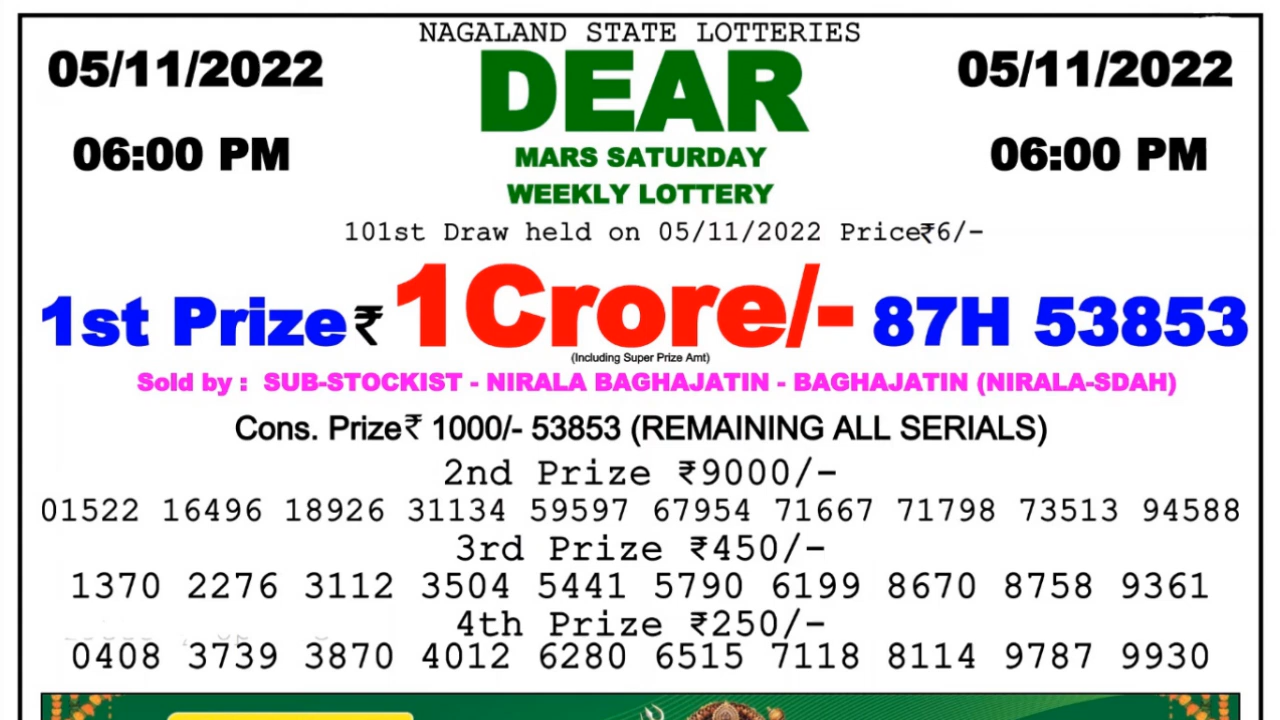 NAGALAND STATE LOTTERIES
05/11/2022 DEAR 05/11/2022
06:00 PM MARS SATURDAY 06:00 PM
WEEKLY LOTTERY
101st Draw held on 05/11/2022 Price₹6/-
1st Prize₹ 1Crore/- 87H 53853
(Including Super Prize Amt)
Sold by : SUB-STOCKIST - NIRALA BAGHAJATIN - BAGHAJATIN (NIRALA-SDAH)
Cons. Prize₹ 1000/- 53853 (REMAINING ALL SERIALS)
2nd Prize ₹9000/-
01522 16496 18926 31134 59597 67954 71667 71798 73513 94588
3rd Prize ₹450/-
1370 2276 3112 3504 5441 5790 6199 8670 8758 9361
4th Prize ₹250/-
0408 3739 3870 4012 6280 6515 7118 8114 9787 9930